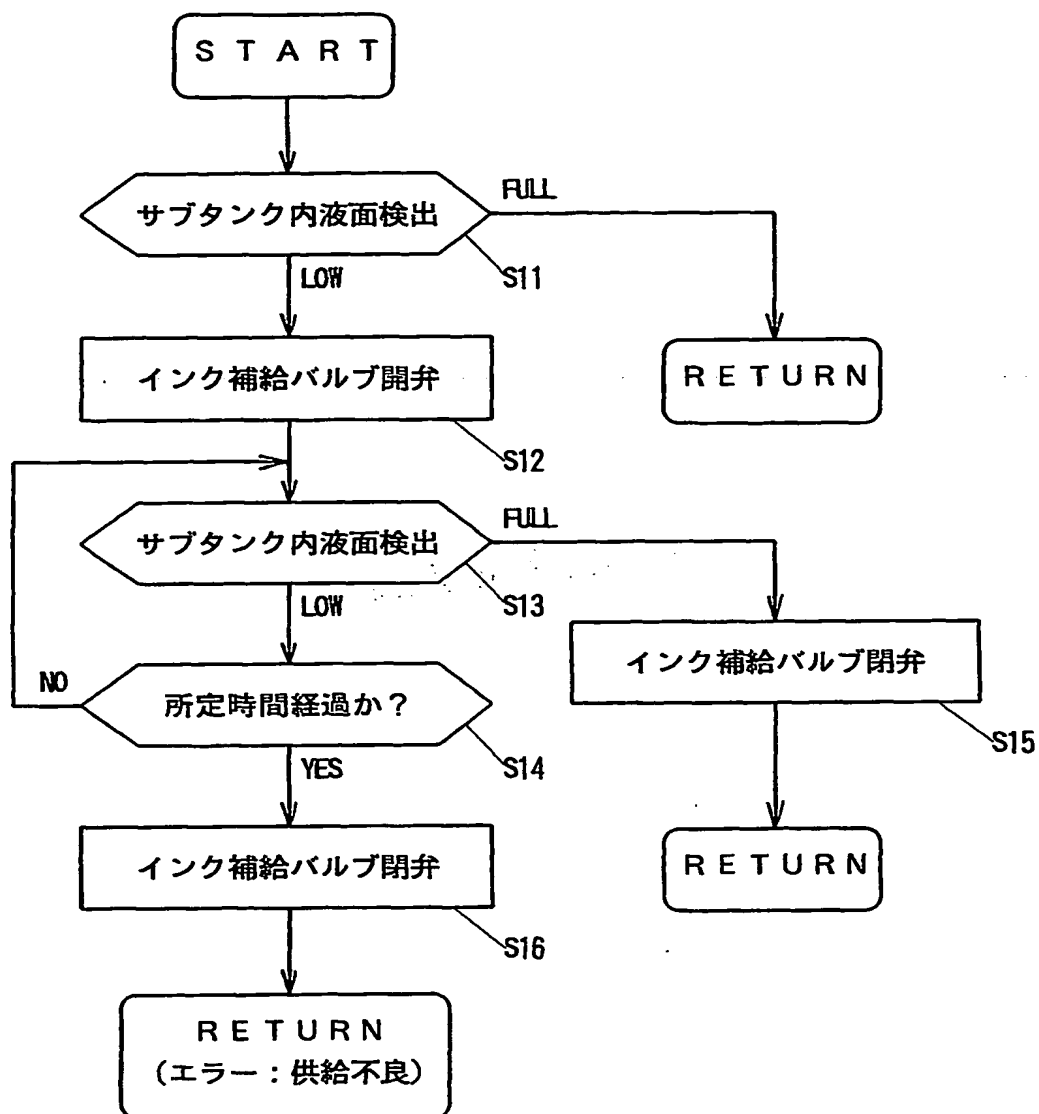 START
サブタンク内液面検出
FULL
S11
LOW
インク補給バルブ開弁
RETURN
S12
サブタンク内液面検出
FULL
S13
LOW
インク補給バルブ閉弁
NO
所定時間経過か？
S15
S14
YES
インク補給バルブ閉弁
RETURN
S16
RETURN
(エラー：供給不良)